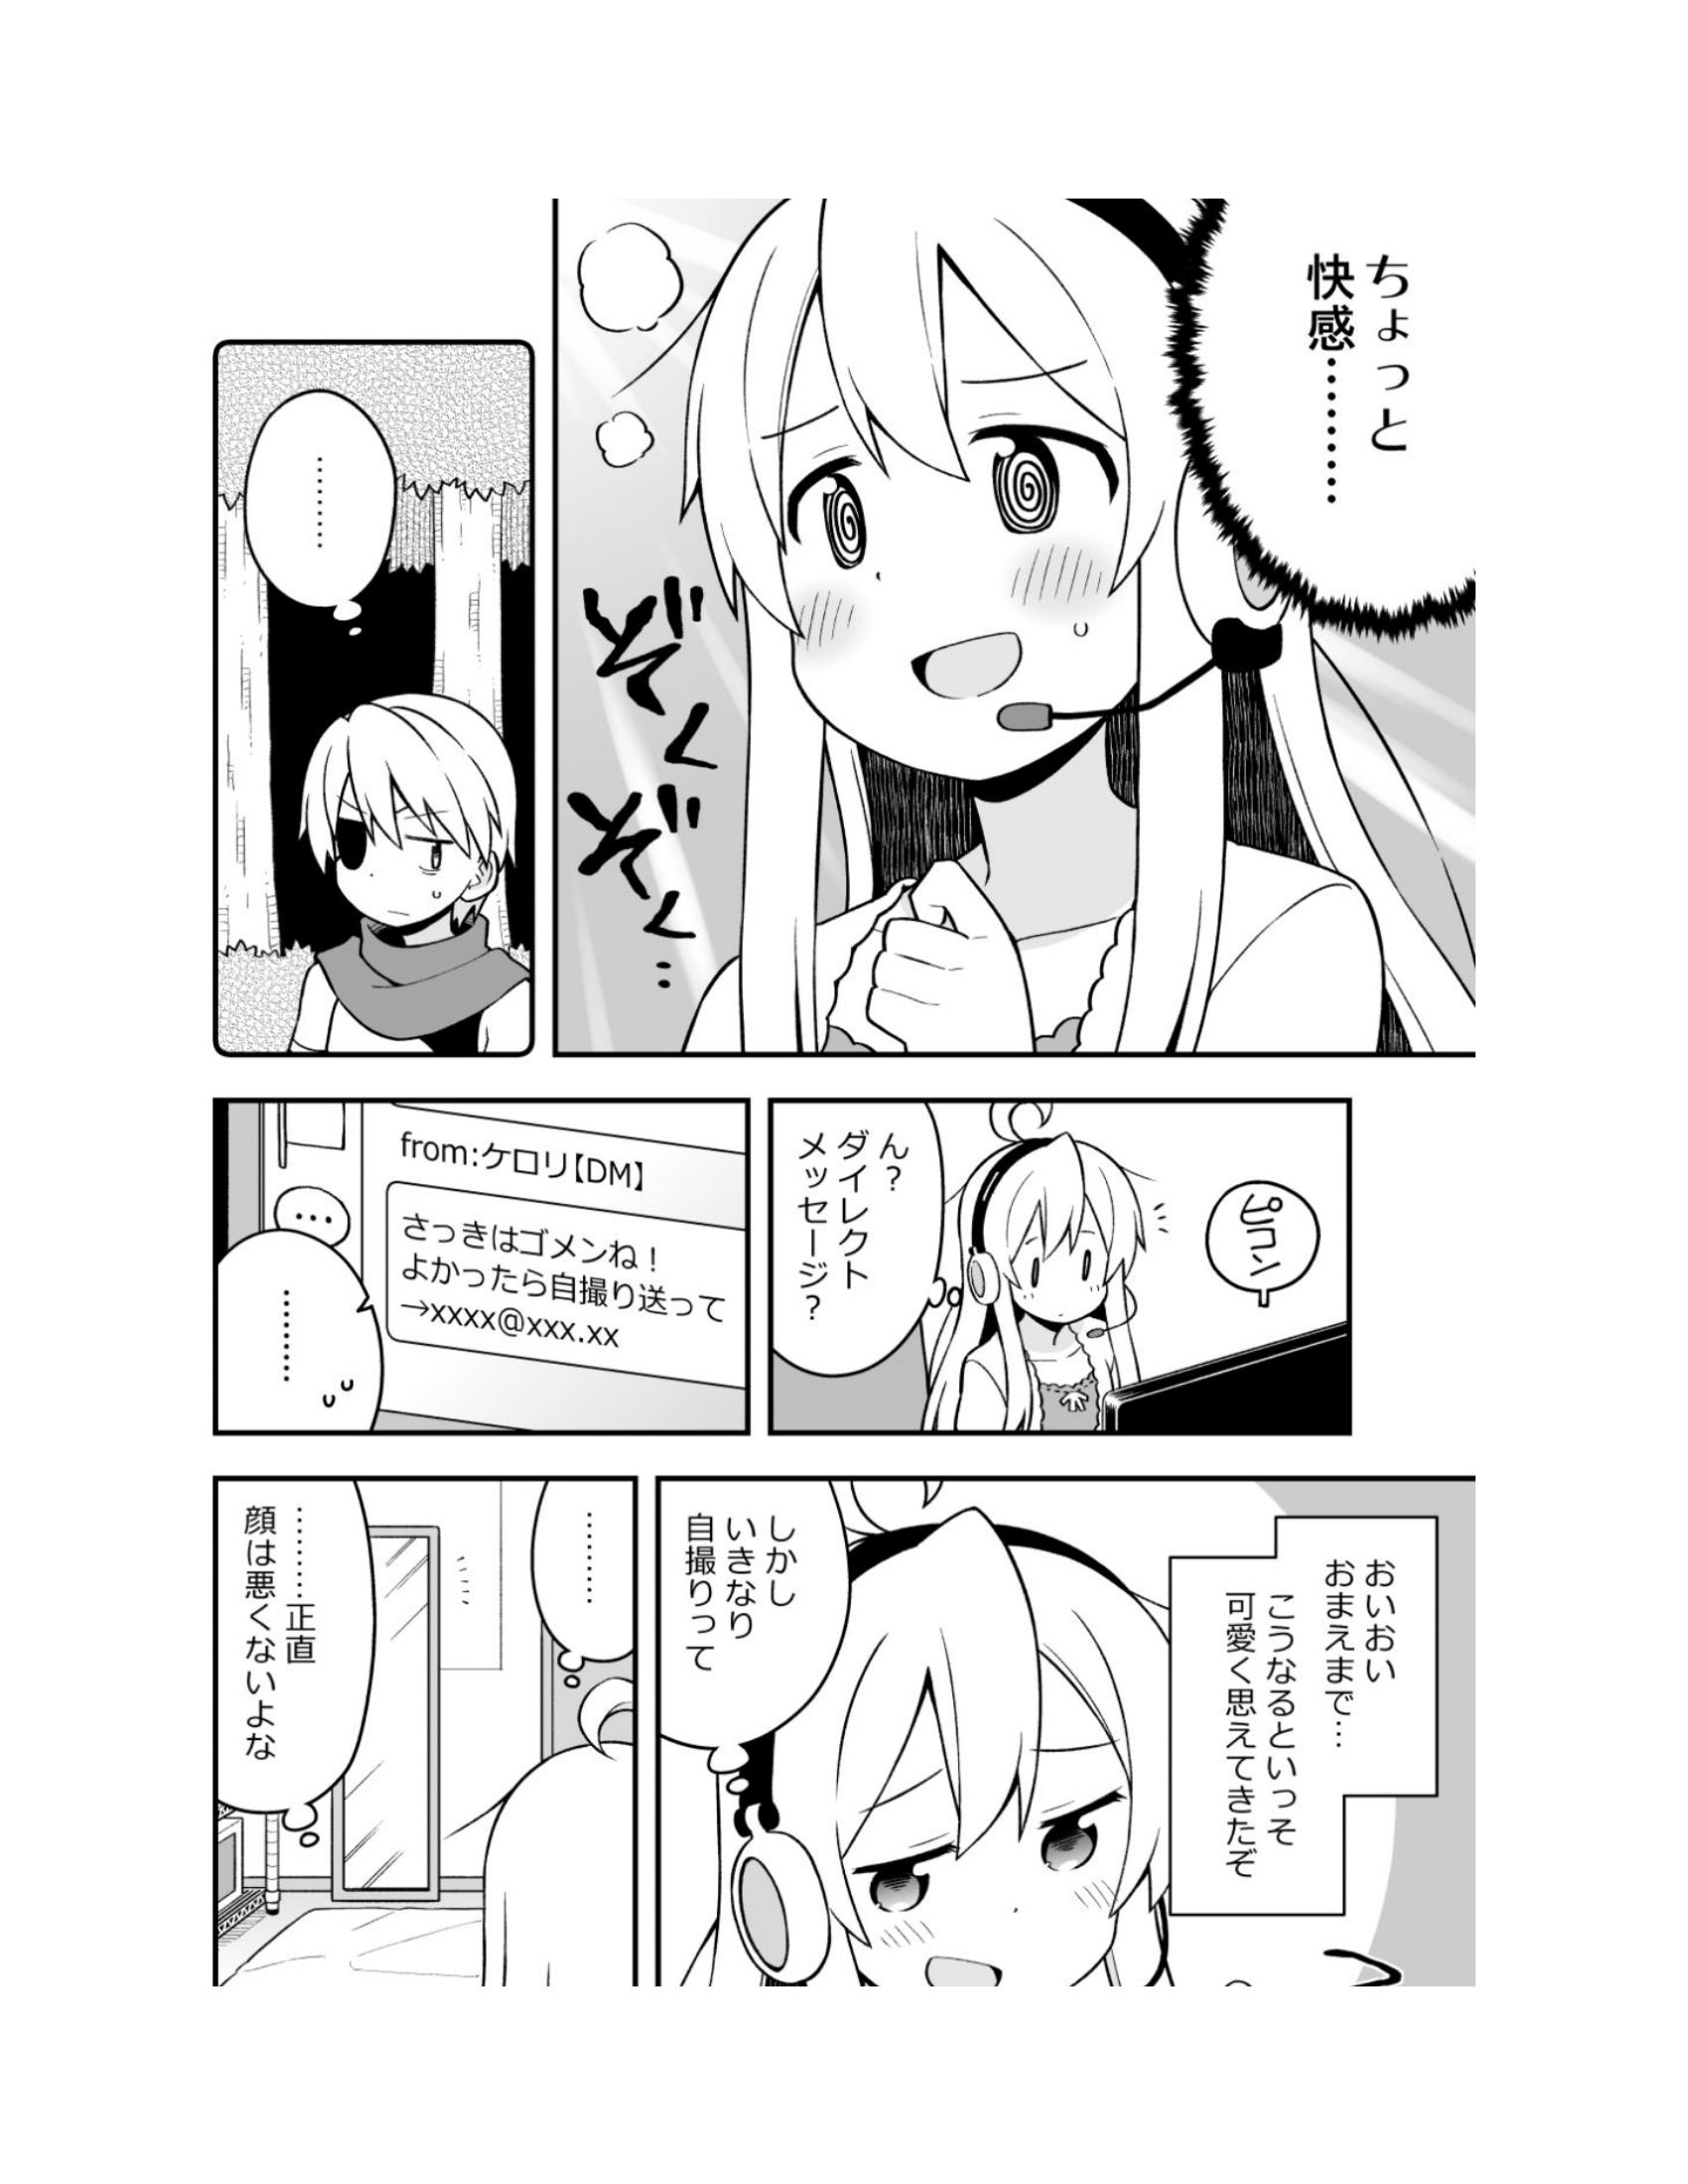 ちょっと
快感………
ゾクゾク…
………
ピコン
ん？
ダイレクト
メッセージ？
from:ケロリ【DM】
さっきはゴメンね！
よかったら自撮り送って
→xxxx@xxx.xx
…
………
おいおい
おまえまで…
こうなるといっそ
可愛く思えてきたぞ
しかし
いきなり
自撮りって
………
………正直
顔は悪くないよな